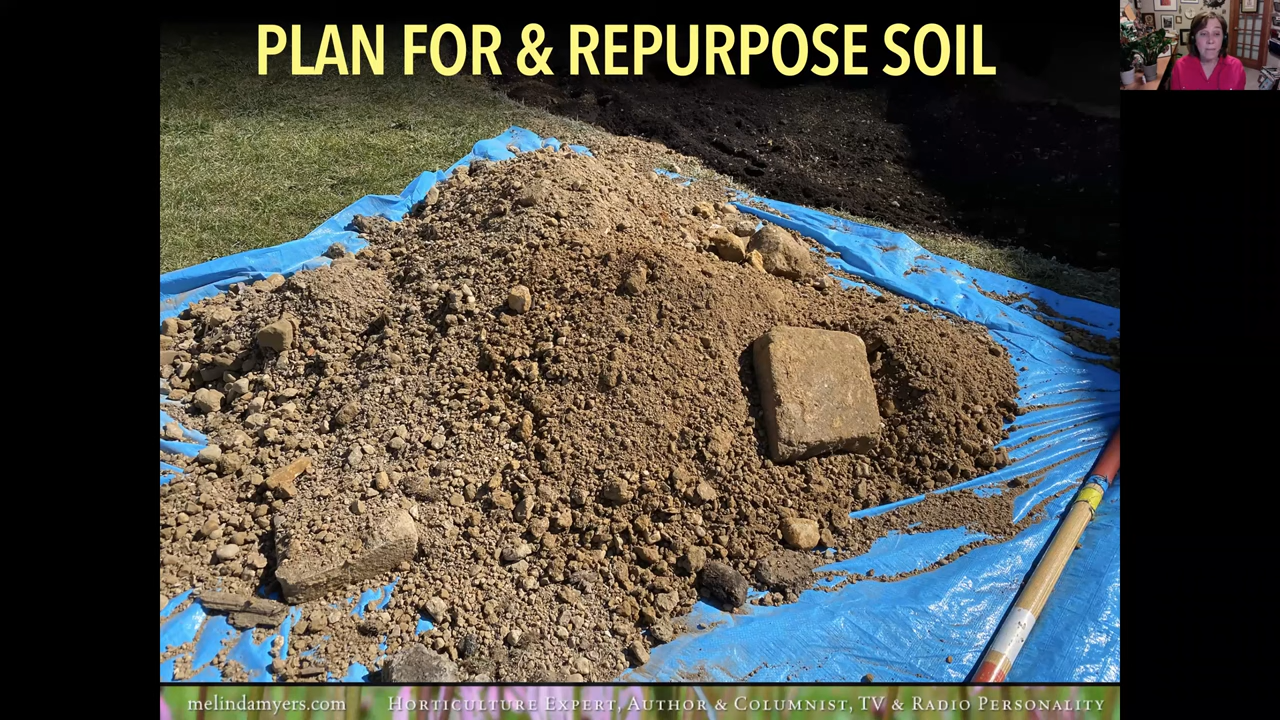 PLAN FOR & REPURPOSE SOIL
melindamyers.com Horticulture Expert, Author & Columnist, TV & Radio Personality